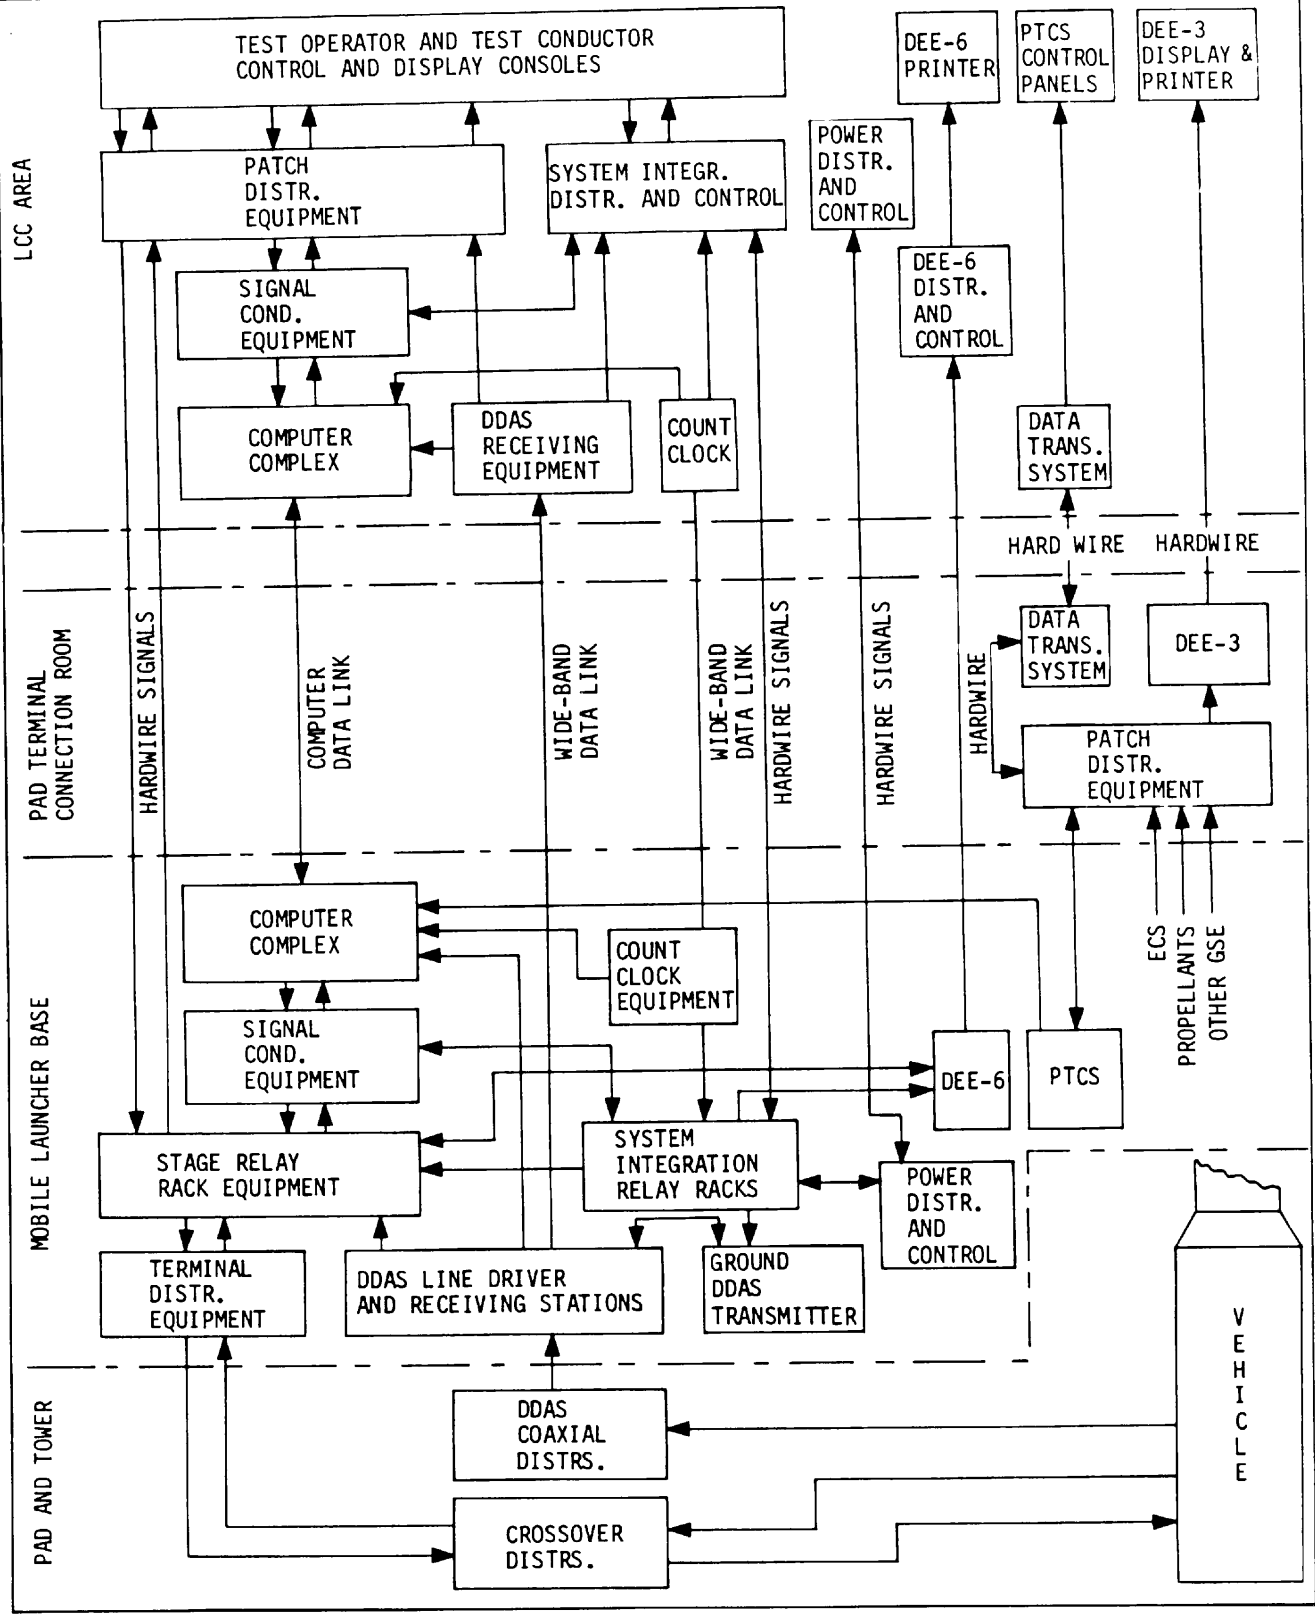 TEST OPERATOR AND TEST CONDUCTOR
CONTROL AND DISPLAY CONSOLES
DEE-6
PRINTER
PTCS
CONTROL
PANELS
DEE-3
DISPLAY &
PRINTER
LCC AREA
PATCH
DISTR.
EQUIPMENT
SYSTEM INTEGR.
DISTR. AND CONTROL
POWER
DISTR.
AND
CONTROL
DEE-6
DISTR.
AND
CONTROL
SIGNAL
COND.
EQUIPMENT
COMPUTER
COMPLEX
DDAS
RECEIVING
EQUIPMENT
COUNT
CLOCK
DATA
TRANS.
SYSTEM
HARD WIRE
HARDWIRE
PAD TERMINAL
CONNECTION ROOM
HARDWIRE SIGNALS
COMPUTER
DATA LINK
WIDE-BAND
DATA LINK
WIDE-BAND
DATA LINK
HARDWIRE SIGNALS
HARDWIRE SIGNALS
HARDWIRE
DATA
TRANS.
SYSTEM
DEE-3
PATCH
DISTR.
EQUIPMENT
MOBILE LAUNCHER BASE
COMPUTER
COMPLEX
COUNT
CLOCK
EQUIPMENT
ECS
PROPELLANTS
OTHER GSE
SIGNAL
COND.
EQUIPMENT
DEE-6
PTCS
STAGE RELAY
RACK EQUIPMENT
SYSTEM
INTEGRATION
RELAY RACKS
POWER
DISTR.
AND
CONTROL
TERMINAL
DISTR.
EQUIPMENT
DDAS LINE DRIVER
AND RECEIVING STATIONS
GROUND
DDAS
TRANSMITTER
VEHICLE
PAD AND TOWER
DDAS
COAXIAL
DISTRS.
CROSSOVER
DISTRS.